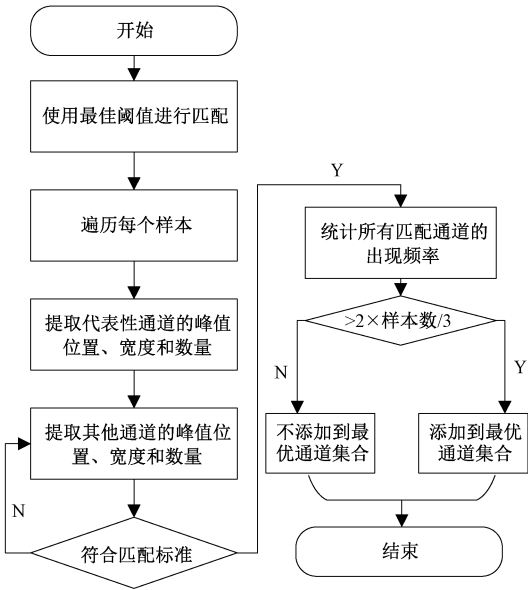 开始
使用最佳阈值进行匹配
遍历每个样本
提取代表性通道的峰值
位置、宽度和数量
提取其他通道的峰值位
置、宽度和数量
N
符合匹配标准
Y
统计所有匹配通道的
出现频率
>2×样本数/3
N
Y
不添加到最
优通道集合
添加到最优
通道集合
结束